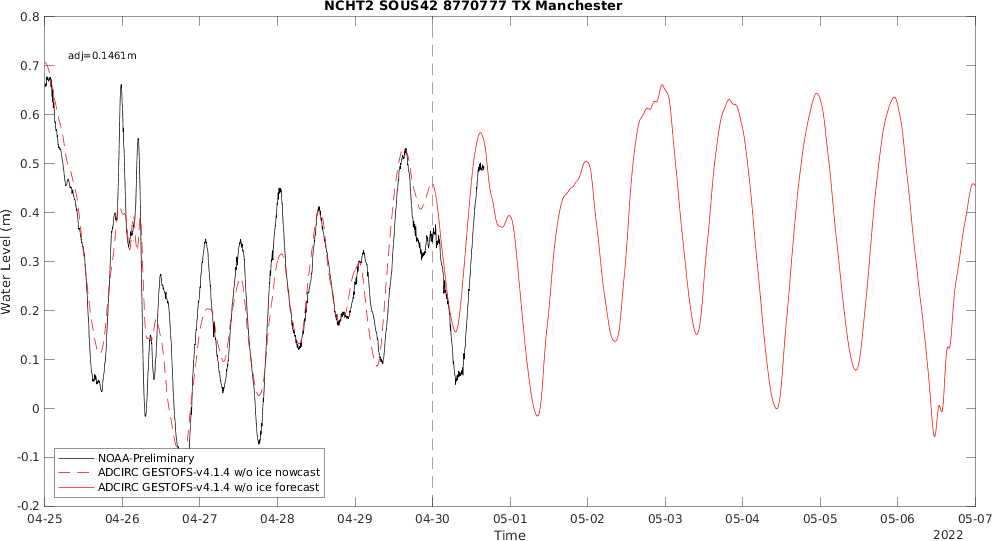 NCHT2 SOUS42 8770777 TX Manchester
adj=0.1461m
0.8
0.7
0.6
0.5
0.4
0.3
0.2
0.1
0
-0.1
-0.2
Water Level (m)
NOAA-Preliminary
ADCIRC GESTOFS-v4.1.4 w/o ice nowcast
ADCIRC GESTOFS-v4.1.4 w/o ice forecast
04-25 04-26 04-27 04-28 04-29 04-30 05-01 05-02 05-03 05-04 05-05 05-06 05-07
Time
2022